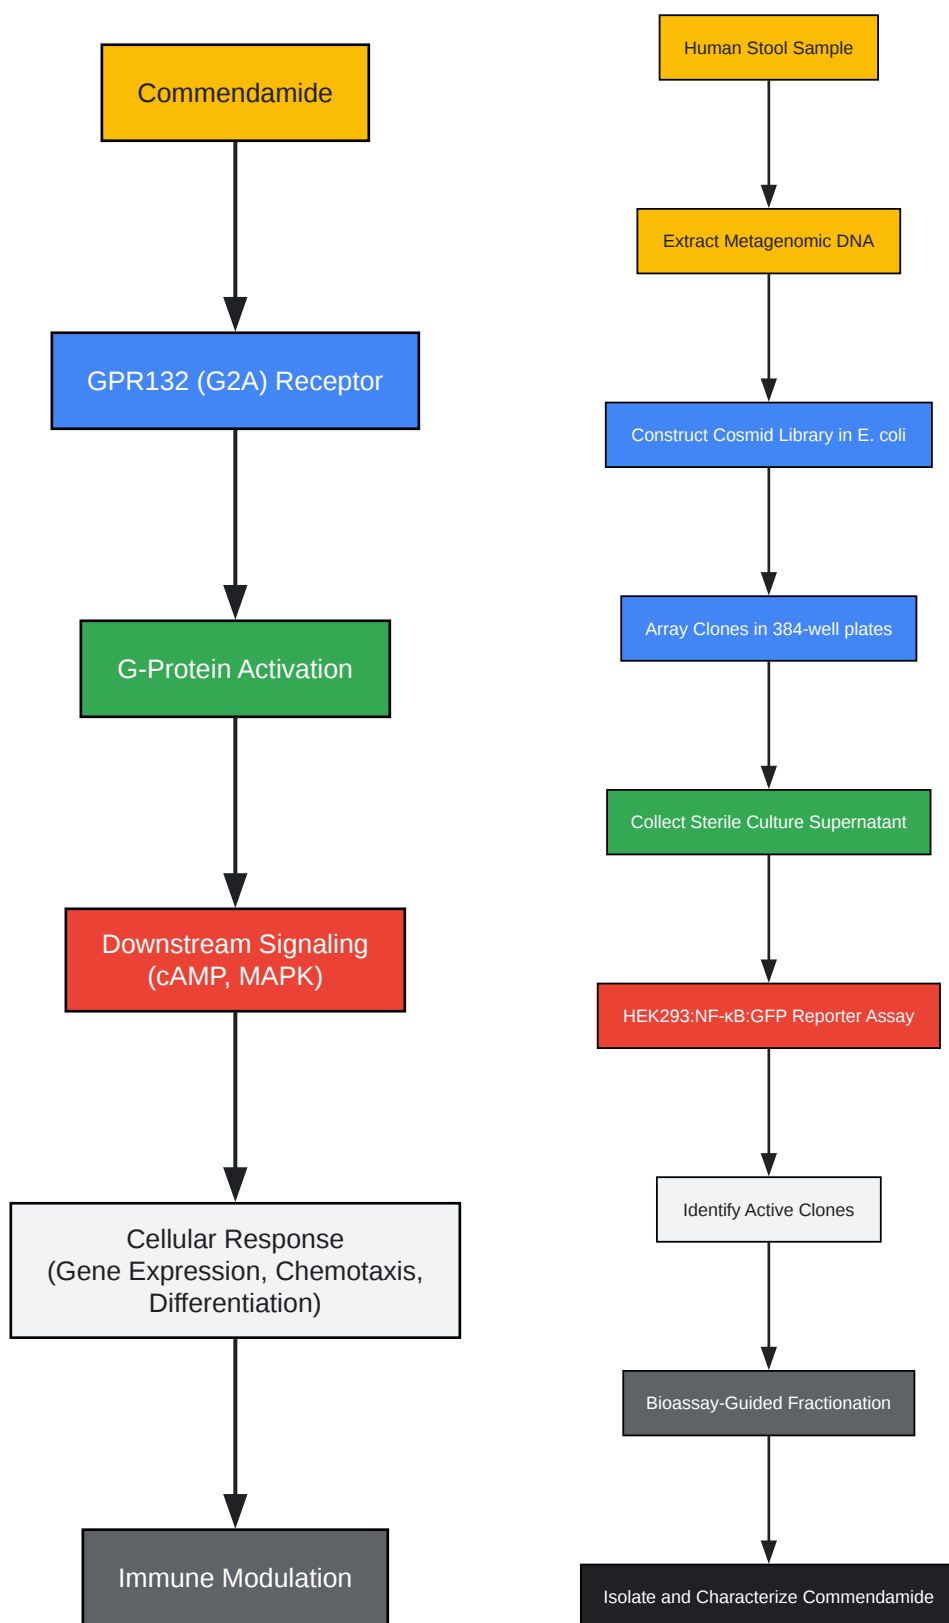 Commendamide
GPR132 (G2A) Receptor
G-Protein Activation
Downstream Signaling
(cAMP, MAPK)
Cellular Response
(Gene Expression, Chemotaxis,
Differentiation)
Immune Modulation
Human Stool Sample
Extract Metagenomic DNA
Construct Cosmid Library in E. coli
Array Clones in 384-well plates
Collect Sterile Culture Supernatant
HEK293:NF-κB:GFP Reporter Assay
Identify Active Clones
Bioassay-Guided Fractionation
Isolate and Characterize Commendamide